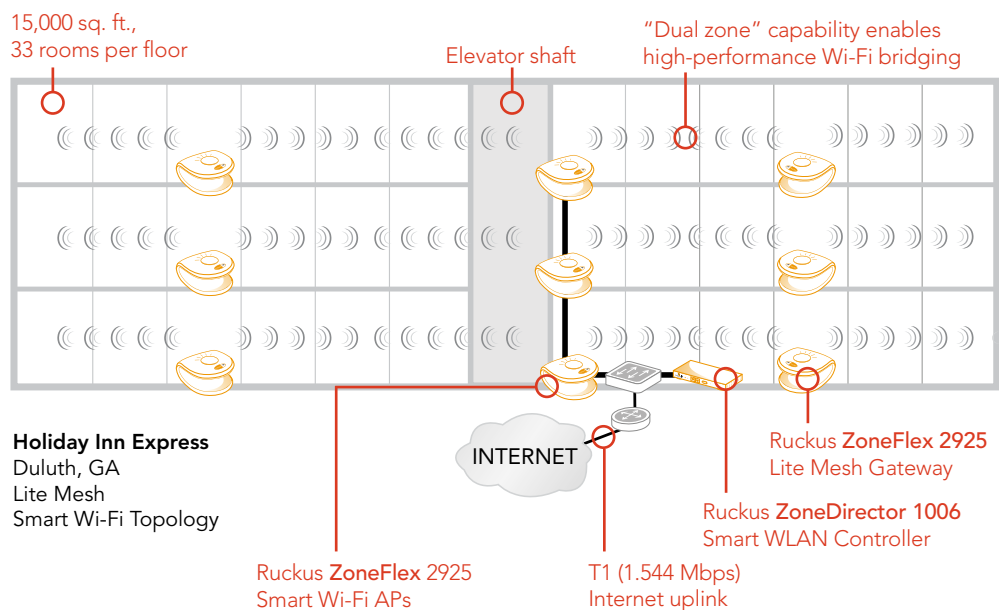 15,000 sq. ft.,
33 rooms per floor
Elevator shaft
“Dual zone” capability enables
high-performance Wi-Fi bridging
Holiday Inn Express
Duluth, GA
Lite Mesh
Smart Wi-Fi Topology
INTERNET
Ruckus ZoneFlex 2925
Lite Mesh Gateway
Ruckus ZoneDirector 1006
Smart WLAN Controller
Ruckus ZoneFlex 2925
Smart Wi-Fi APs
T1 (1.544 Mbps)
Internet uplink